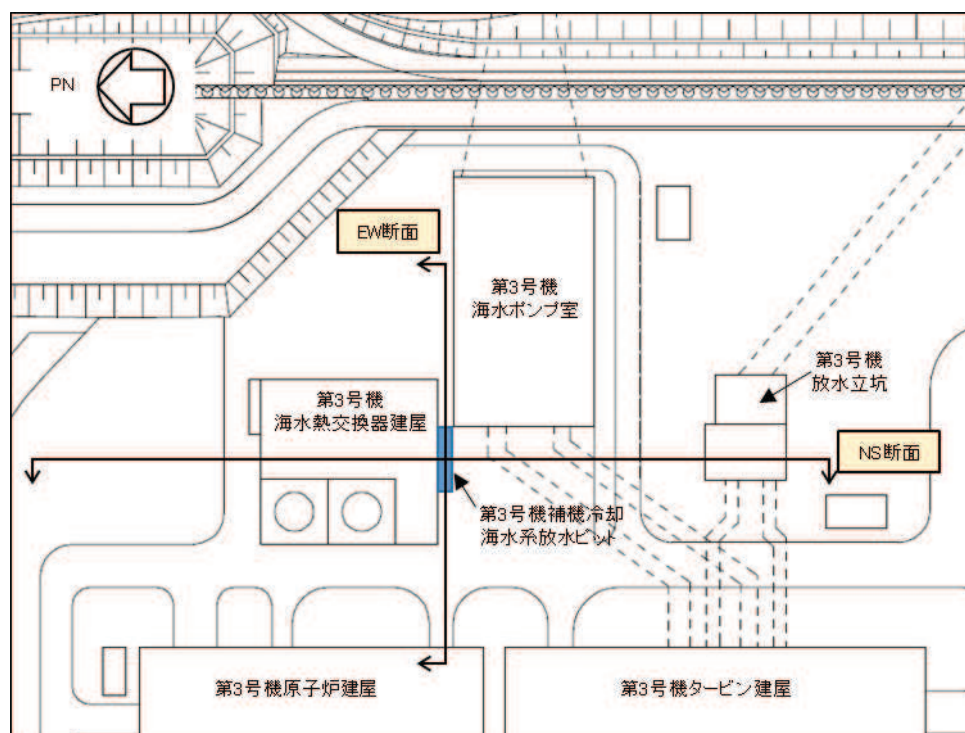 PN
EW断面
第3号機
海水ポンプ室
第3号機
放水立坑
第3号機
海水熱交換器建屋
NS断面
第3号機補機冷却
海水系放水ピット
第3号機原子炉建屋
第3号機タービン建屋